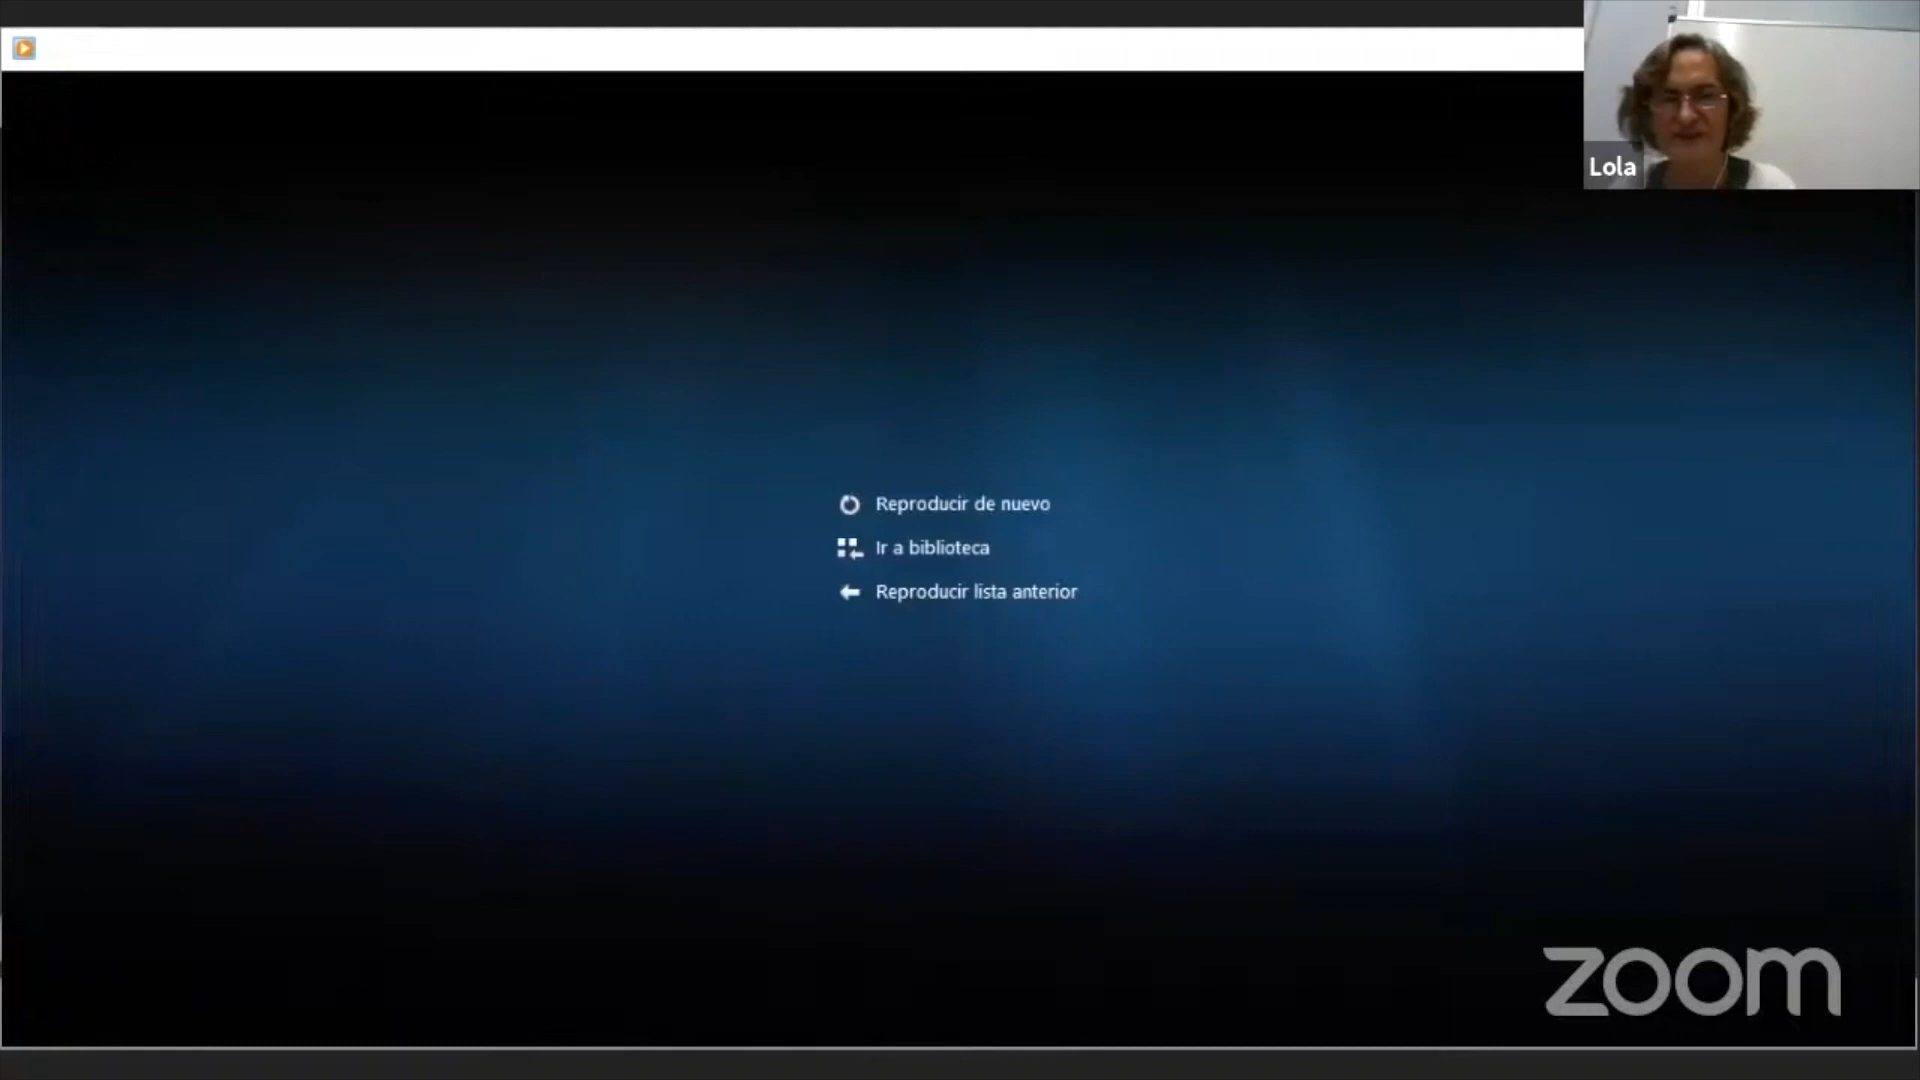 Lola
Reproducir de nuevo
Ir a biblioteca
Reproducir lista anterior
zoom